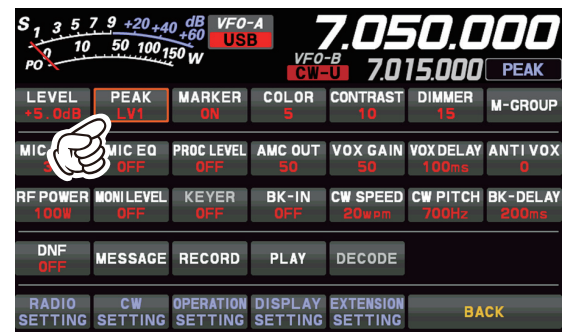 S 1 3 5 7 9 +20 +40 +60 dB VFO-A
USB
7.050.000
PO 0 10 50 100 150 W
VFO-B
CW-U 7.015.000 PEAK
LEVEL PEAK MARKER COLOR CONTRAST DIMMER M-GROUP
+5.0dB LV1 ON 5 10 15
MIC EQ PROC LEVEL AMC OUT VOX GAIN VOX DELAY ANTI VOX
OFF OFF 50 50 100ms 0
RF POWER MONI LEVEL KEYER BK-IN CW SPEED CW PITCH BK-DELAY
100W OFF OFF OFF 20wpm 700Hz 200ms
DNF MESSAGE RECORD PLAY DECODE
OFF
RADIO CW OPERATION DISPLAY EXTENSION BACK
SETTING SETTING SETTING SETTING SETTING